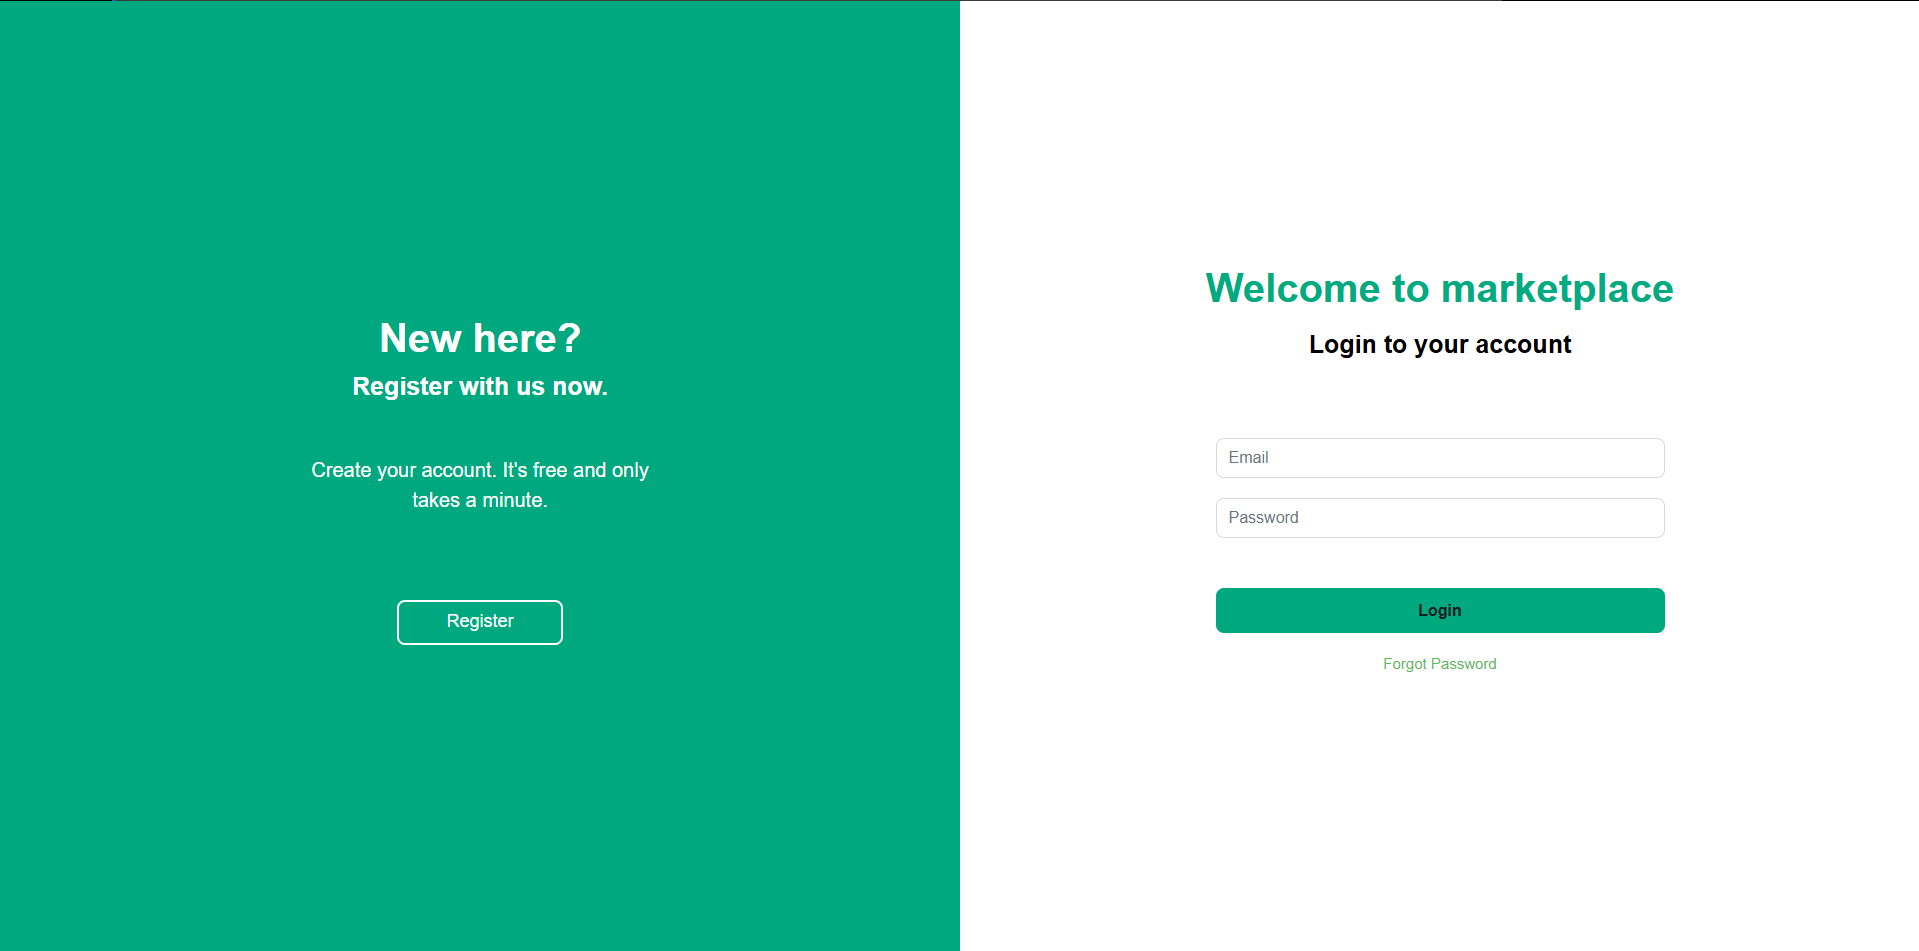 New here?
Register with us now.
Create your account. It's free and only
takes a minute.
Register
Welcome to marketplace
Login to your account
Email
Password
Login
Forgot Password